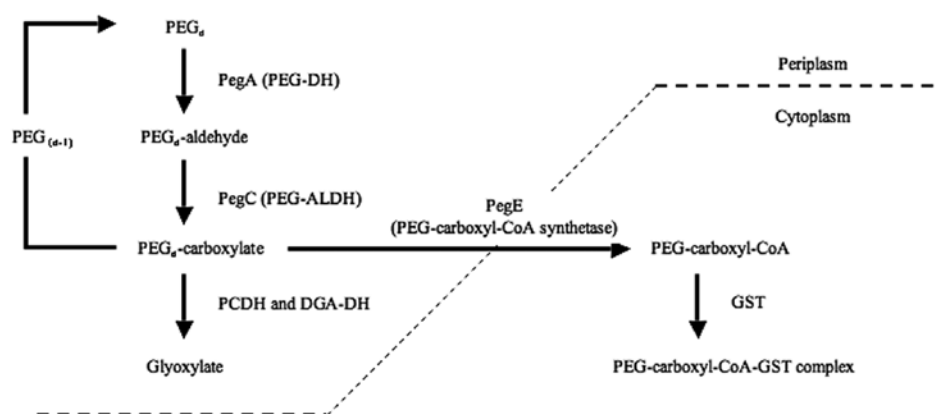 PEGd
PegA (PEG-DH)
Periplasm
Cytoplasm
PEG(d-1)
PEGd-aldehyde
PegC (PEG-ALDH)
PegE
(PEG-carboxyl-CoA synthetase)
PEGd-carboxylate
PEG-carboxyl-CoA
PCDH and DGA-DH
GST
Glyoxylate
PEG-carboxyl-CoA-GST complex